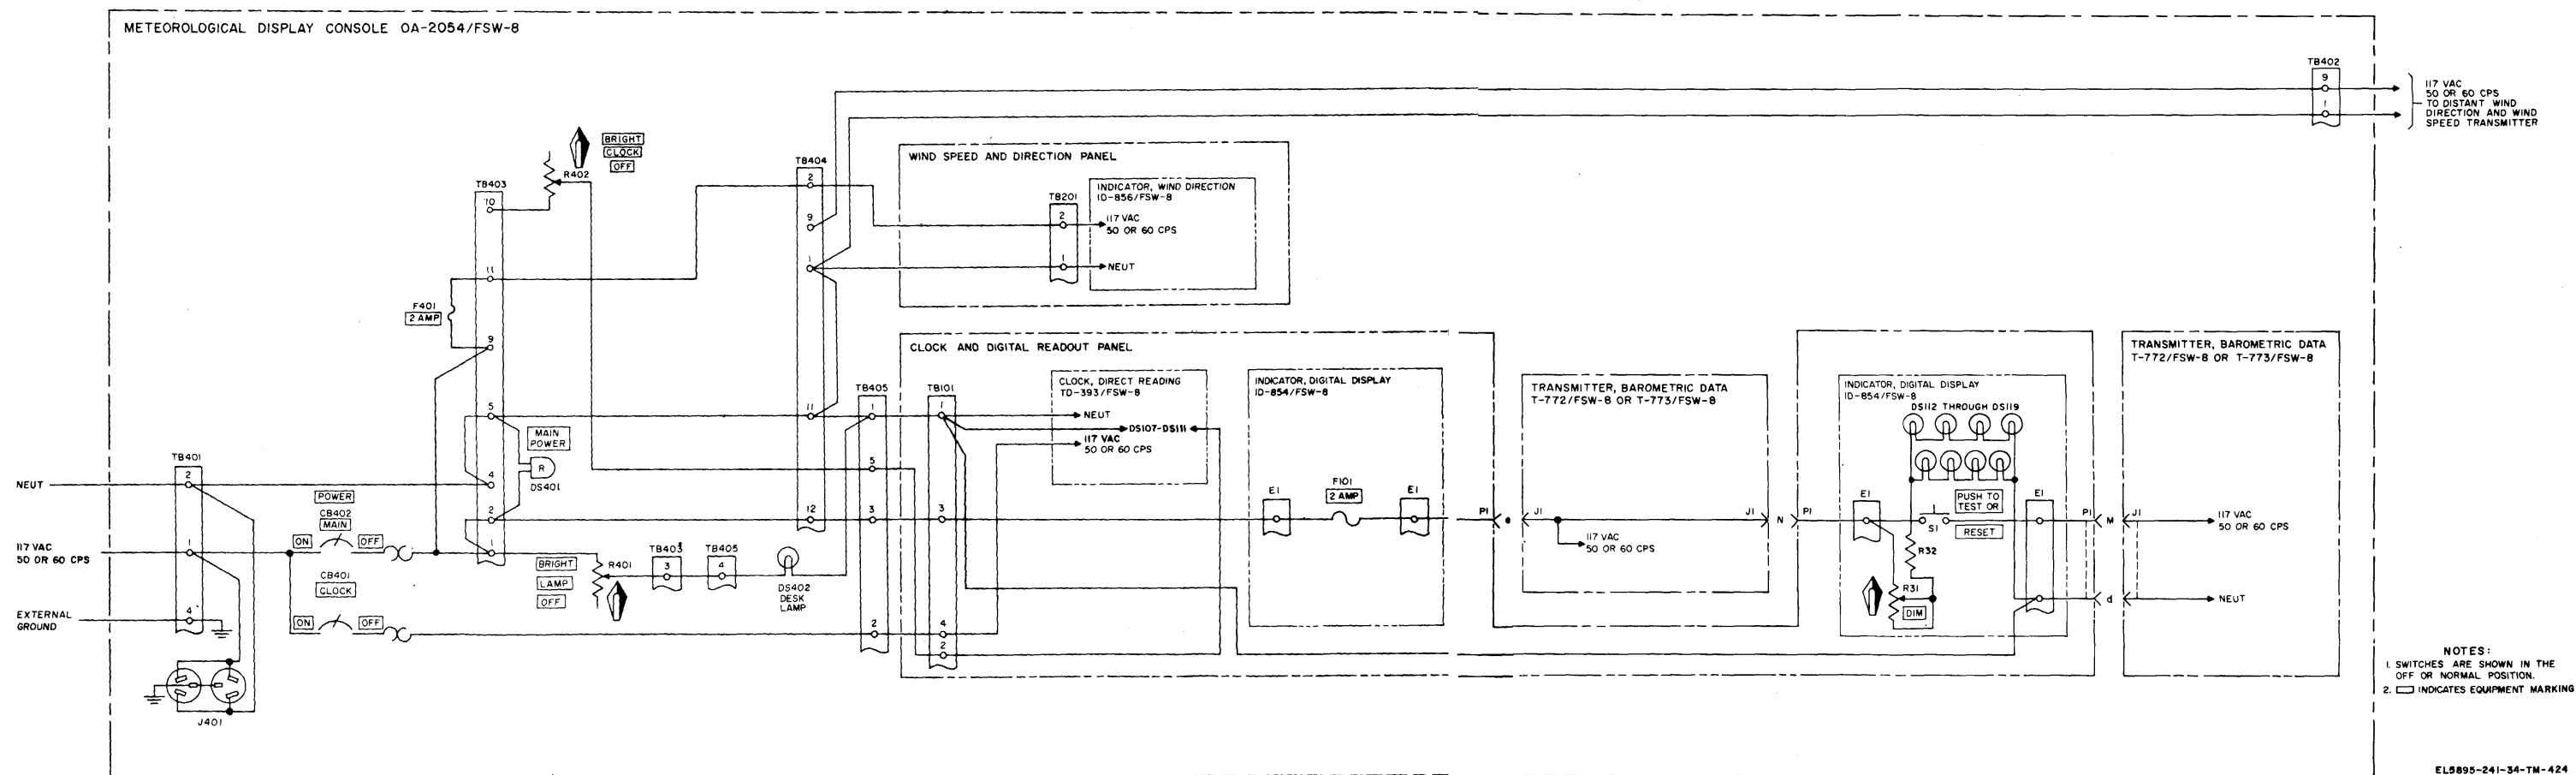 METEOROLOGICAL DISPLAY CONSOLE OA-2054/FSW-8
TB402
9
1
117 VAC
50 OR 60 CPS
TO DISTANT WIND
DIRECTION AND WIND
SPEED TRANSMITTER
BRIGHT
CLOCK
OFF
R402
TB403
10
11
9
5
4
2
1
F401
2 AMP
TB404
2
9
1
11
12
WIND SPEED AND DIRECTION PANEL
TB201
2
1
INDICATOR, WIND DIRECTION
ID-856/FSW-8
117 VAC
50 OR 60 CPS
NEUT
MAIN
POWER
R
DS401
TB401
2
1
4
NEUT
117 VAC
50 OR 60 CPS
EXTERNAL
GROUND
J401
POWER
CB402
MAIN
ON
OFF
CB401
CLOCK
ON
OFF
BRIGHT
LAMP
OFF
R401
TB403
3
TB405
4
DS402
DESK
LAMP
TB405
1
5
3
2
CLOCK AND DIGITAL READOUT PANEL
TB101
1
3
4
2
CLOCK, DIRECT READING
TD-393/FSW-8
NEUT
DS107-DS111
117 VAC
50 OR 60 CPS
INDICATOR, DIGITAL DISPLAY
ID-854/FSW-8
E1
F101
2 AMP
E1
P1
e
J1
TRANSMITTER, BAROMETRIC DATA
T-772/FSW-8 OR T-773/FSW-8
117 VAC
50 OR 60 CPS
J1
N
P1
INDICATOR, DIGITAL DISPLAY
ID-854/FSW-8
DS112 THROUGH DS119
E1
PUSH TO
TEST OR
S1
RESET
R32
R31
DIM
E1
P1
M
J1
d
TRANSMITTER, BAROMETRIC DATA
T-772/FSW-8 OR T-773/FSW-8
117 VAC
50 OR 60 CPS
NEUT
NOTES:
1. SWITCHES ARE SHOWN IN THE
OFF OR NORMAL POSITION.
2. INDICATES EQUIPMENT MARKING
EL5895-241-34-TM-424